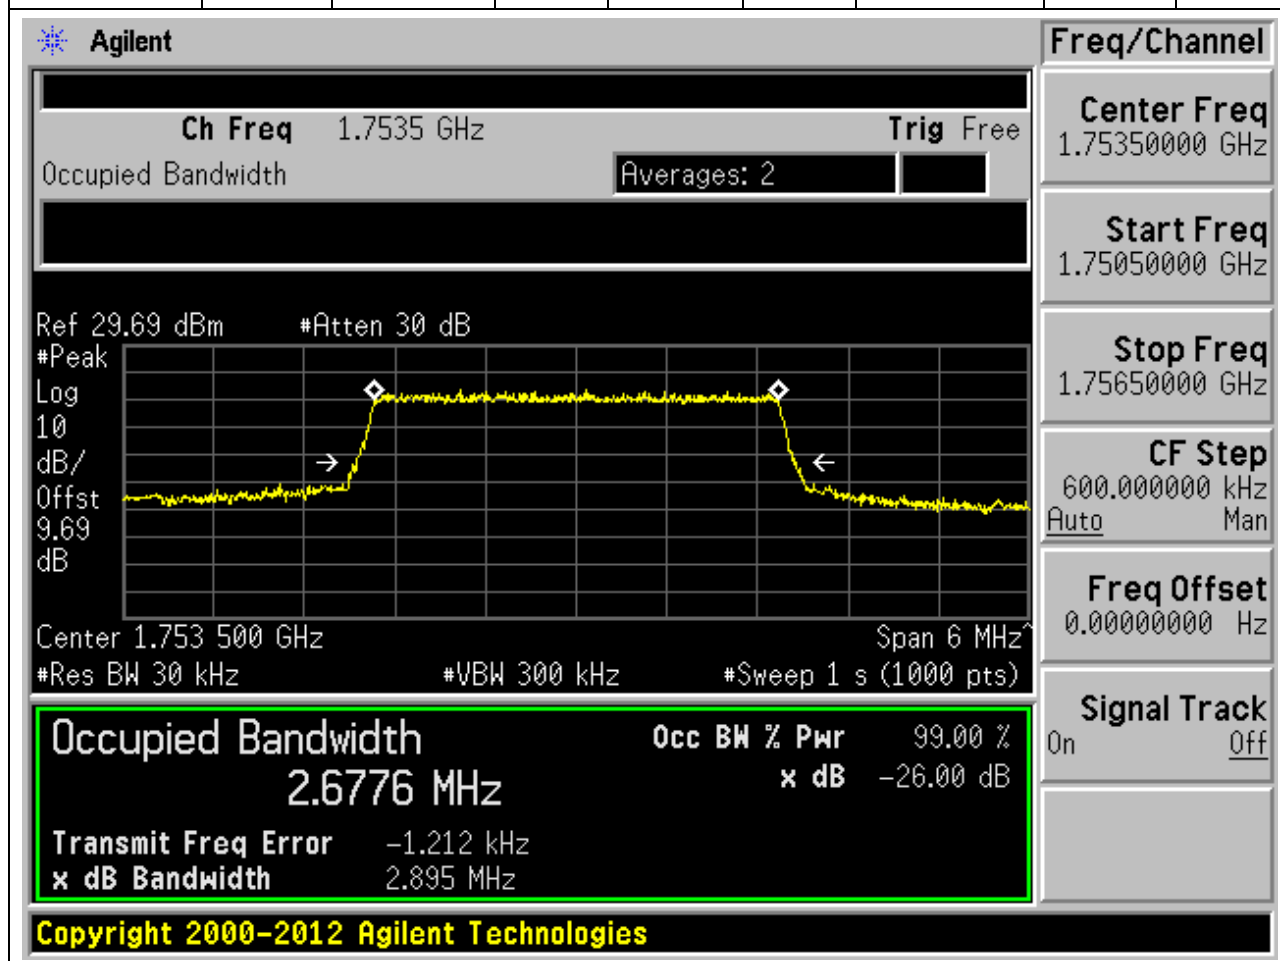 Agilent
Freq/Channel
Ch Freq 1.7535 GHz Trig Free
Occupied Bandwidth Averages: 2
Center Freq
1.75350000 GHz
Start Freq
1.75050000 GHz
Stop Freq
1.75650000 GHz
CF Step
600.000000 kHz
Auto Man
Freq Offset
0.00000000 Hz
Signal Track
On Off
Ref 29.69 dBm #Atten 30 dB
#Peak
Log
10
dB/
Offst
9.69
dB
Center 1.753 500 GHz Span 6 MHz^
#Res BW 30 kHz #VBW 300 kHz #Sweep 1 s (1000 pts)
Occupied Bandwidth Occ BW % Pwr 99.00 %
2.6776 MHz x dB -26.00 dB
Transmit Freq Error -1.212 kHz
x dB Bandwidth 2.895 MHz
Copyright 2000-2012 Agilent Technologies